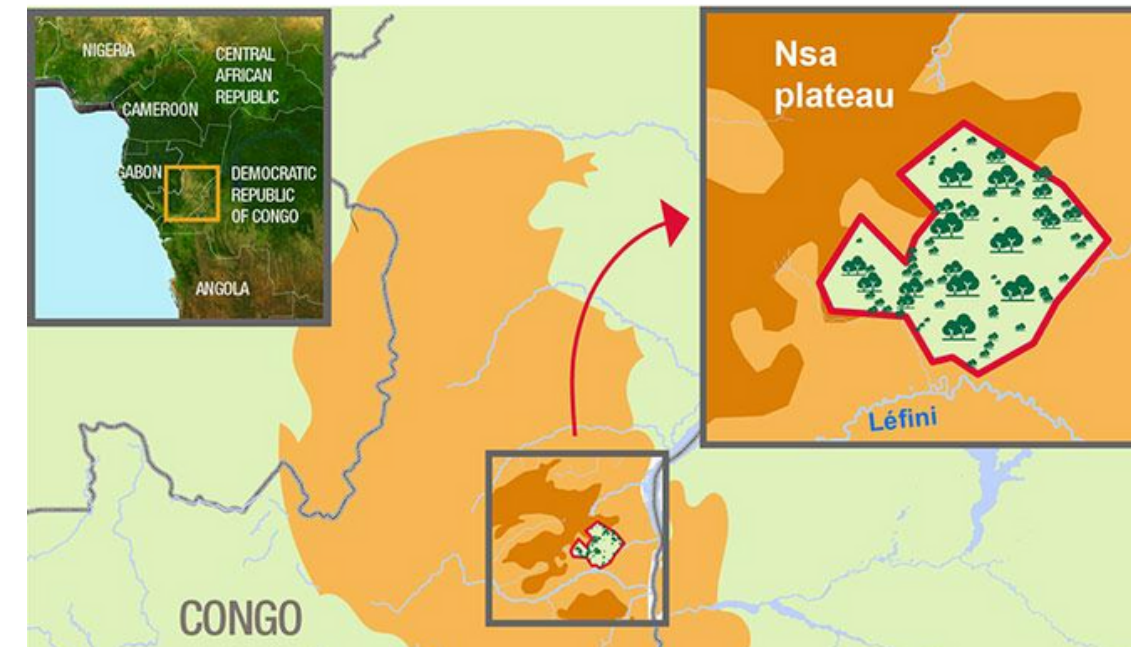 NIGERIA
CENTRAL
AFRICAN
REPUBLIC
CAMEROON
GABON
DEMOCRATIC
REPUBLIC
OF CONGO
ANGOLA
Nsa
plateau
Léfini
CONGO